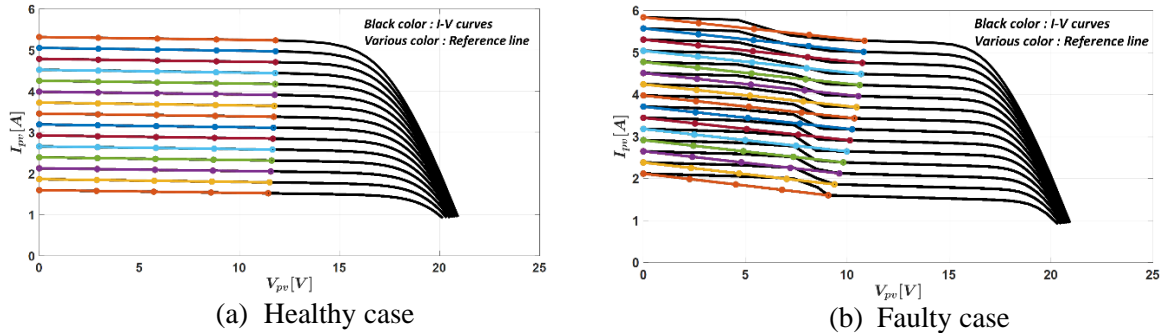 Black color : I-V curves
Various color : Reference line
6
5
4
3
2
1
0
I_pv[A]
0 5 10 15 20 25
V_pv[V]
(a) Healthy case
Black color : I-V curves
Various color : Reference line
6
5
4
3
2
1
0
I_pv[A]
0 5 10 15 20 25
V_pv[V]
(b) Faulty case